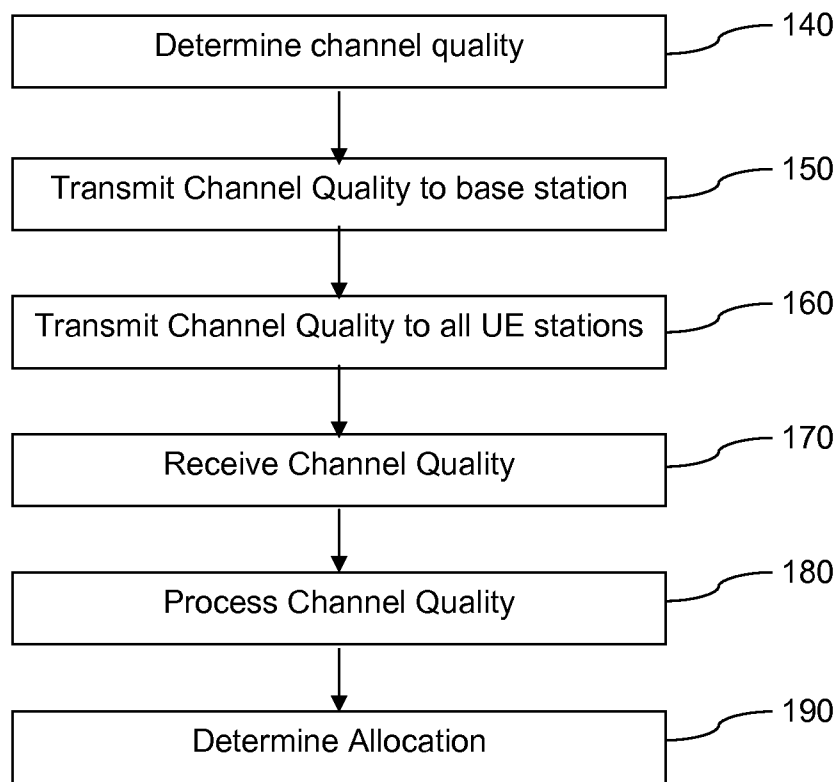 Determine channel quality
140
Transmit Channel Quality to base station
150
Transmit Channel Quality to all UE stations
160
Receive Channel Quality
170
Process Channel Quality
180
Determine Allocation
190